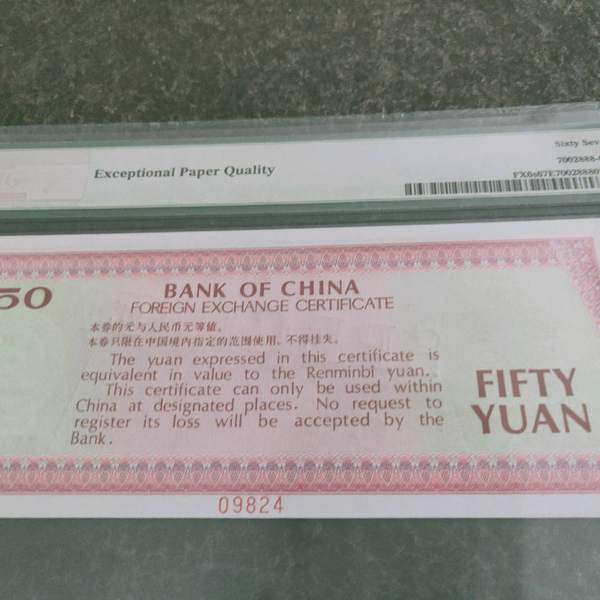 Sixty Sev
Exceptional Paper Quality
7002888-
50
BANK OF CHINA
FOREIGN EXCHANGE CERTIFICATE
本券的元与人民币元等值。
本券只限在中国境内指定的范围使用，不得挂失。
The yuan expressed in this certificate is
equivalent in value to the Renminbi yuan.
This certificate can only be used within
China at designated places. No request to
register its loss will be accepted by the
Bank.
FIFTY
YUAN
09824